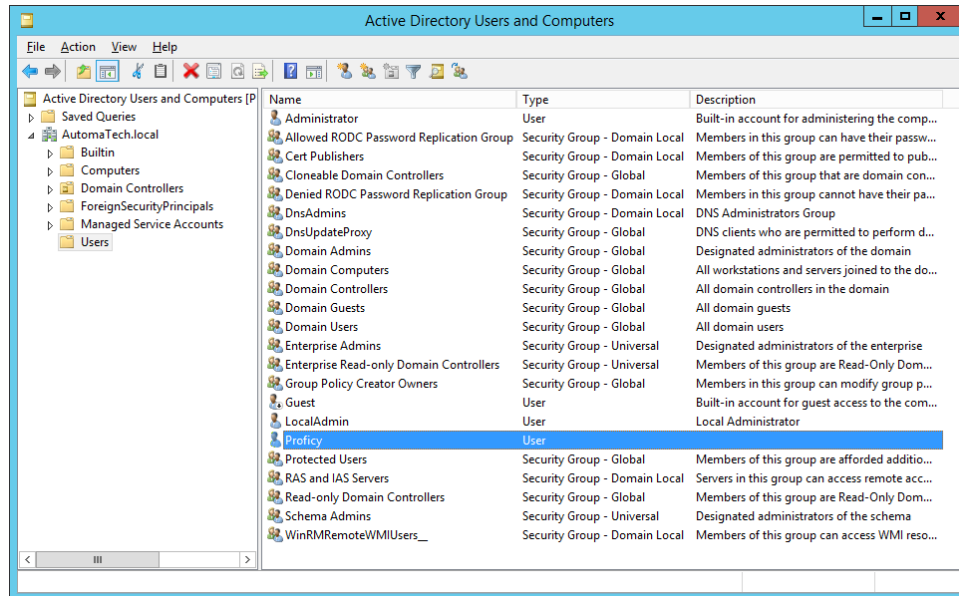 Active Directory Users and Computers
File Action View Help
Active Directory Users and Computers [P
Saved Queries
AutomaTech.local
Builtin
Computers
Domain Controllers
ForeignSecurityPrincipals
Managed Service Accounts
Users
Name Type Description
Administrator User Built-in account for administering the comp...
Allowed RODC Password Replication Group Security Group - Domain Local Members in this group can have their passw...
Cert Publishers Security Group - Domain Local Members of this group are permitted to pub...
Cloneable Domain Controllers Security Group - Global Members of this group that are domain con...
Denied RODC Password Replication Group Security Group - Domain Local Members in this group cannot have their pa...
DnsAdmins Security Group - Domain Local DNS Administrators Group
DnsUpdateProxy Security Group - Global DNS clients who are permitted to perform d...
Domain Admins Security Group - Global Designated administrators of the domain
Domain Computers Security Group - Global All workstations and servers joined to the do...
Domain Controllers Security Group - Global All domain controllers in the domain
Domain Guests Security Group - Global All domain guests
Domain Users Security Group - Global All domain users
Enterprise Admins Security Group - Universal Designated administrators of the enterprise
Enterprise Read-only Domain Controllers Security Group - Universal Members of this group are Read-Only Dom...
Group Policy Creator Owners Security Group - Global Members in this group can modify group p...
Guest User Built-in account for guest access to the com...
LocalAdmin User Local Administrator
Proficy User
Protected Users Security Group - Global Members of this group are afforded additio...
RAS and IAS Servers Security Group - Domain Local Servers in this group can access remote acc...
Read-only Domain Controllers Security Group - Global Members of this group are Read-Only Dom...
Schema Admins Security Group - Universal Designated administrators of the schema
WinRMRemoteWMIUsers__ Security Group - Domain Local Members of this group can access WMI reso...